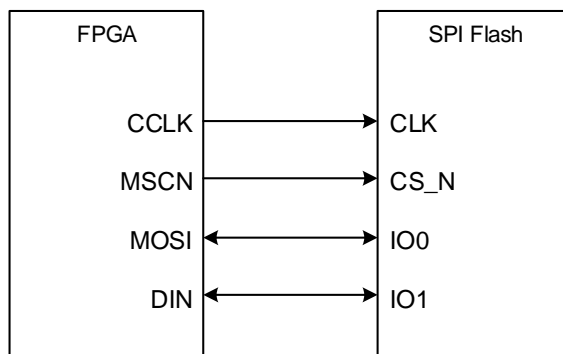 FPGA SPI Flash
CCLK CLK
MSCN CS_N
MOSI IO0
DIN IO1